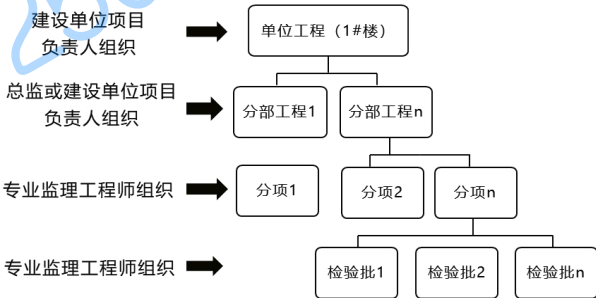 建设单位项目
负责人组织
单位工程（1#楼）
总监或建设单位项目
负责人组织
分部工程1
分部工程n
专业监理工程师组织
分项1
分项2
分项n
专业监理工程师组织
检验批1
检验批2
检验批n